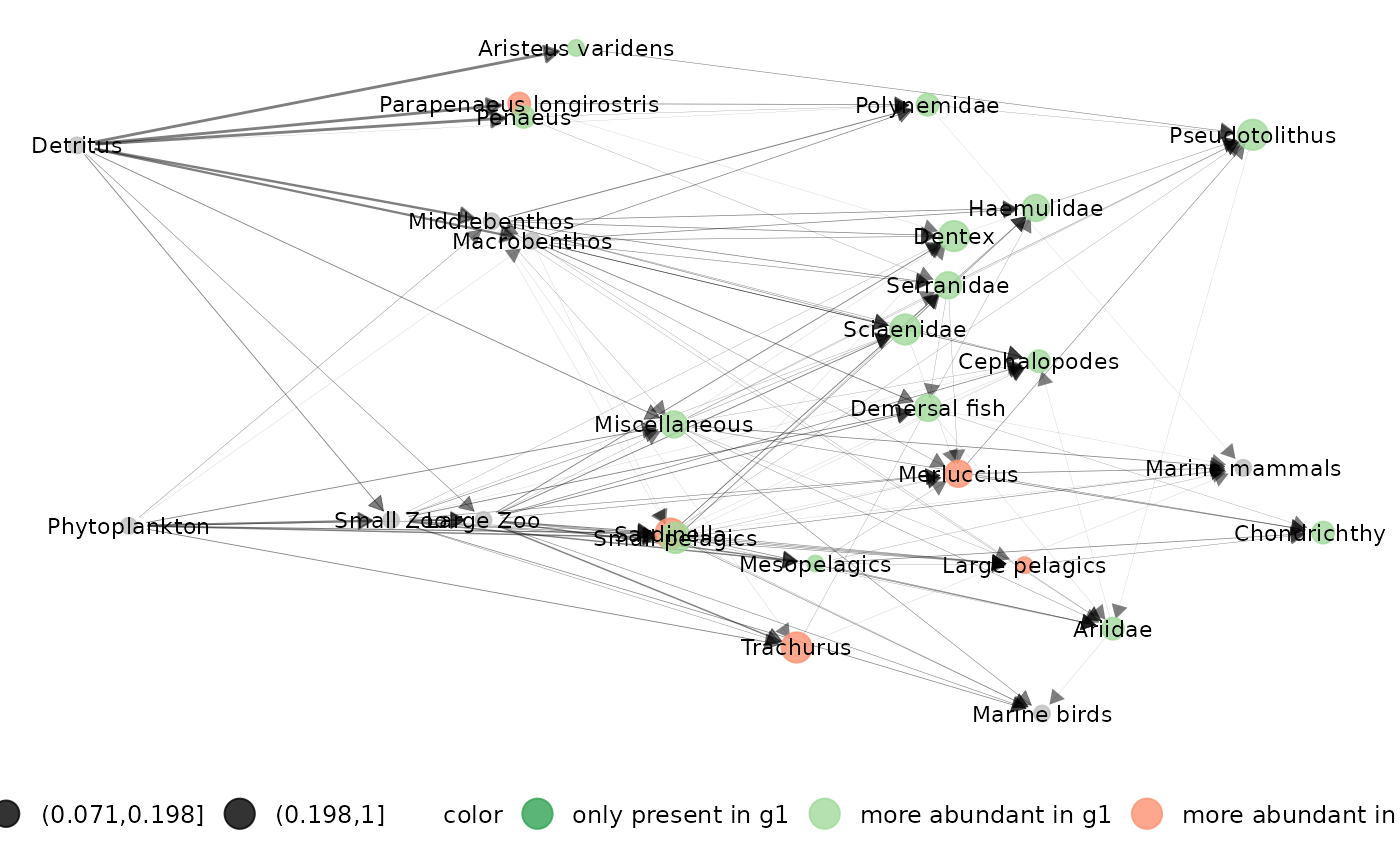 Aristeus varidens
Parapenaeus longirostris
Polynemidae
Penaeus
Pseudotolithus
Detritus
Haemulidae
Middlebenthos
Dentex
Macrobenthos
Serranidae
Sciaenidae
Cephalopodes
Demersal fish
Miscellaneous
Marine mammals
Merluccius
Small Zoo
Large Zoo
Phytoplankton
Sardinella
Chondrichthy
Small pelagics
Mesopelagics
Large pelagics
Ariidae
Trachurus
Marine birds
(0.071,0.198] (0.198,1] color only present in g1 more abundant in g1 more abundant in